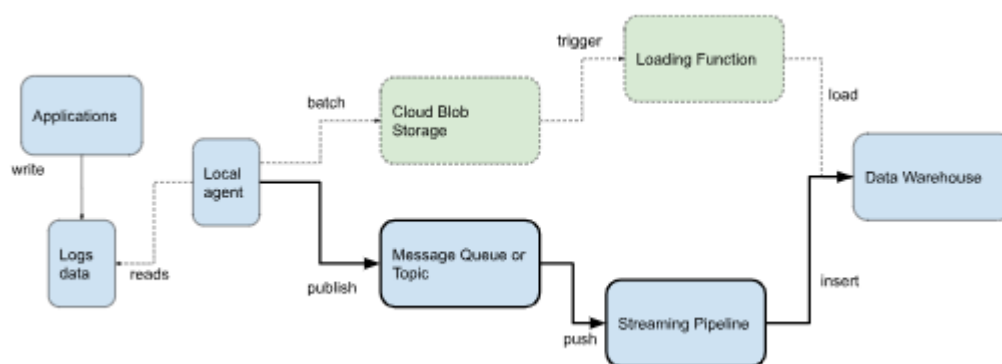 trigger
Loading Function
batch
Cloud Blob
Storage
load
Applications
write
Local
agent
Data Warehouse
Logs
data
reads
Message Queue or
Topic
publish
insert
push
Streaming Pipeline